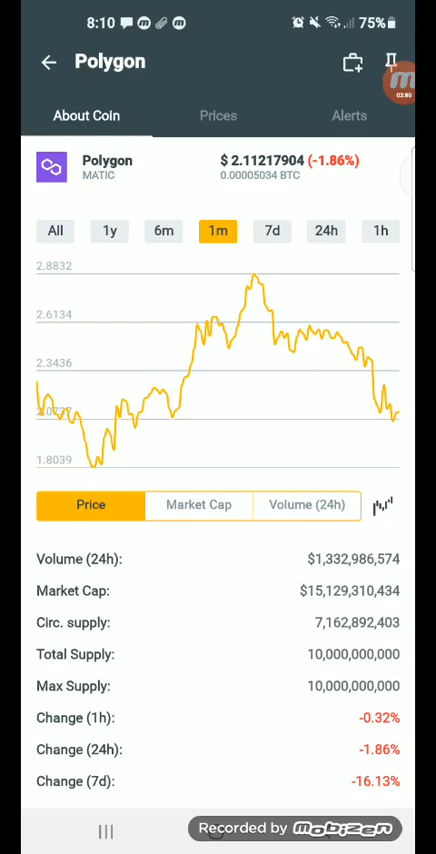 8:10 75%
Polygon
03:60
About Coin Prices Alerts
Polygon $ 2.11217904 (-1.86%)
MATIC 0.00005034 BTC
All 1y 6m 1m 7d 24h 1h
2.8832
2.6134
2.3436
1.8039
Price Market Cap Volume (24h)
Volume (24h): $1,332,986,574
Market Cap: $15,129,310,434
Circ. supply: 7,162,892,403
Total Supply: 10,000,000,000
Max Supply: 10,000,000,000
Change (1h): -0.32%
Change (24h): -1.86%
Change (7d): -16.13%
Recorded by mobizen